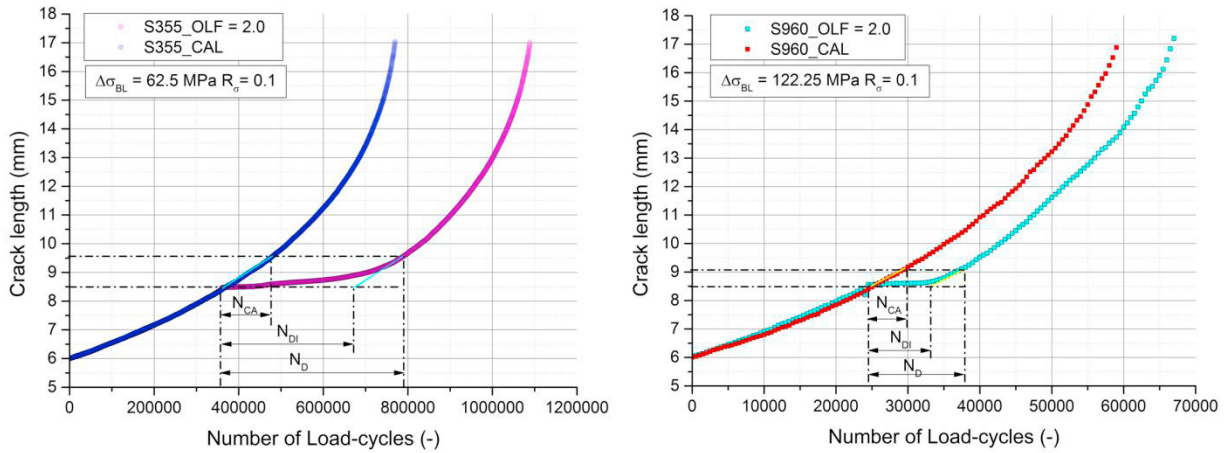 18
17
16
15
14
13
12
11
10
9
8
7
6
5
Crack length (mm)
S355_OLF = 2.0
S355_CAL
Δσ_BL = 62.5 MPa R_σ = 0.1
N_CA
N_DI
N_D
0 200000 400000 600000 800000 1000000 1200000
Number of Load-cycles (-)
18
17
16
15
14
13
12
11
10
9
8
7
6
5
Crack length (mm)
S960_OLF = 2.0
S960_CAL
Δσ_BL = 122.25 MPa R_σ = 0.1
N_CA
N_DI
N_D
0 10000 20000 30000 40000 50000 60000 70000
Number of Load-cycles (-)